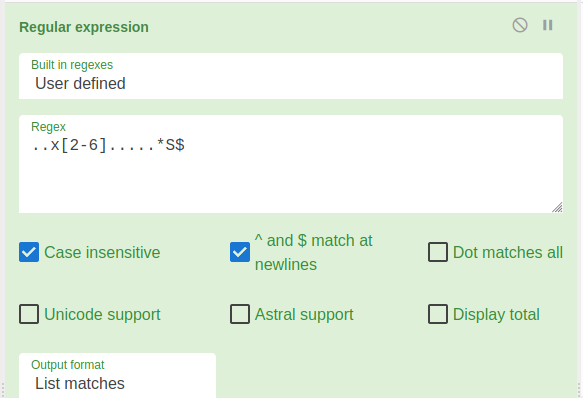 Regular expression
Built in regexes
User defined
Regex
..x[2-6].....*S$
Case insensitive
^ and $ match at
newlines
Dot matches all
Unicode support
Astral support
Display total
Output format
List matches